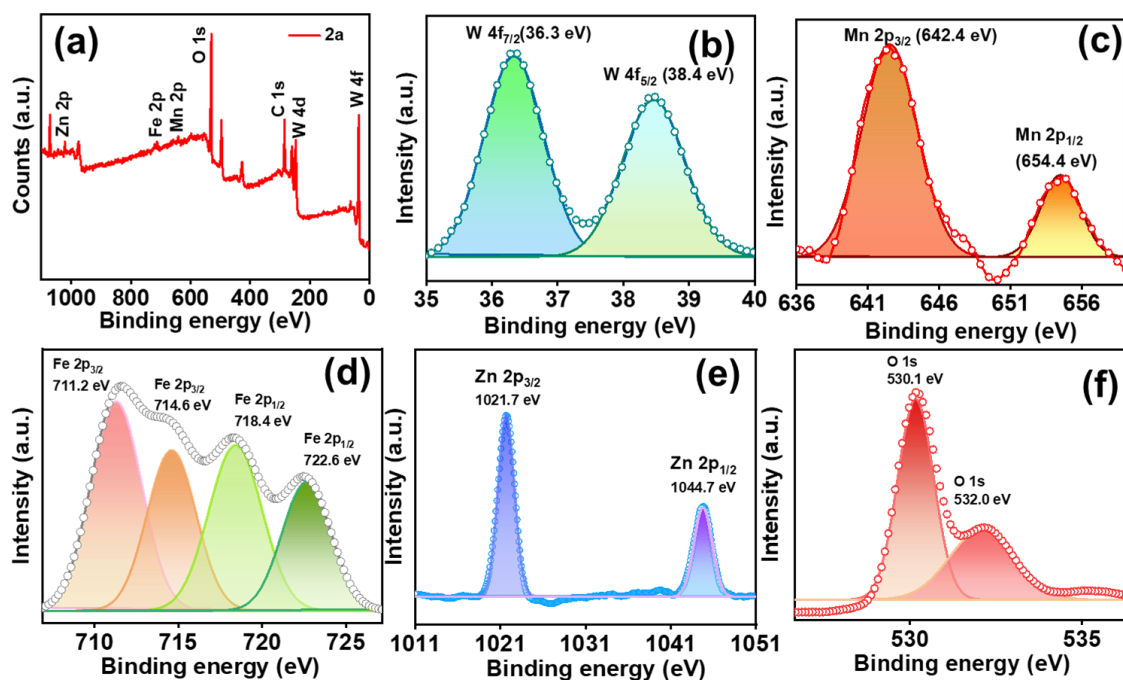 (a)
2a
Zn 2p
Fe 2p
Mn 2p
O 1s
C 1s
W 4d
W 4f
Counts (a.u.)
1000 800 600 400 200 0
Binding energy (eV)
(b)
W 4f7/2(36.3 eV)
W 4f5/2 (38.4 eV)
Intensity (a.u.)
35 36 37 38 39 40
Binding energy (eV)
(c)
Mn 2p3/2 (642.4 eV)
Mn 2p1/2
(654.4 eV)
Intensity (a.u.)
636 641 646 651 656
Binding energy (eV)
(d)
Fe 2p3/2
711.2 eV
Fe 2p3/2
714.6 eV
Fe 2p1/2
718.4 eV
Fe 2p1/2
722.6 eV
Intensity (a.u.)
710 715 720 725
Binding energy (eV)
(e)
Zn 2p3/2
1021.7 eV
Zn 2p1/2
1044.7 eV
Intensity (a.u.)
1011 1021 1031 1041 1051
Binding energy (eV)
(f)
O 1s
530.1 eV
O 1s
532.0 eV
Intensity (a.u.)
530 535
Binding energy (eV)